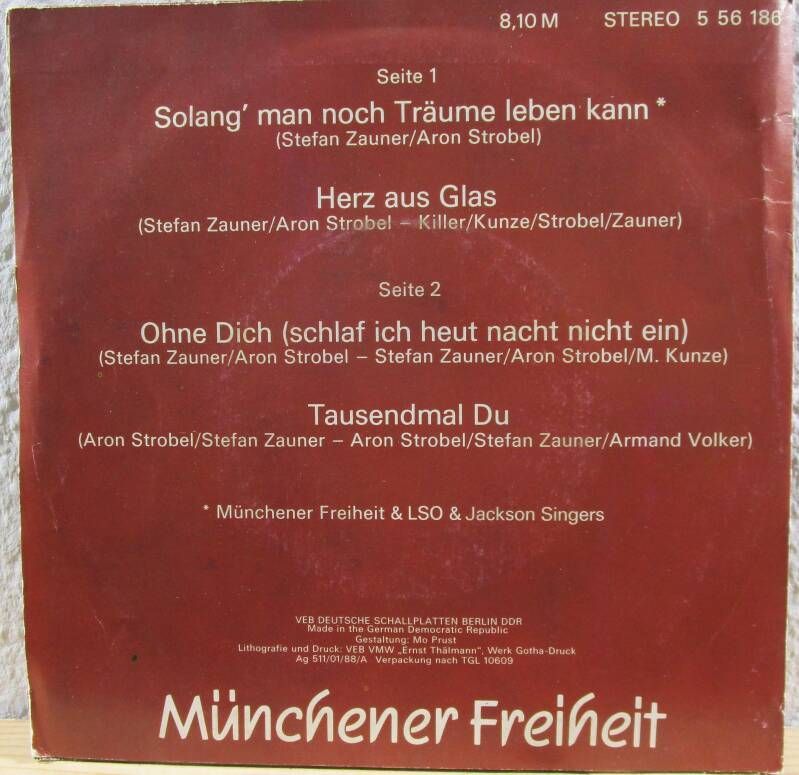 8,10 M STEREO 5 56 186
Seite 1
Solang' man noch Träume leben kann *
(Stefan Zauner/Aron Strobel)
Herz aus Glas
(Stefan Zauner/Aron Strobel – Killer/Kunze/Strobel/Zauner)
Seite 2
Ohne Dich (schlaf ich heut nacht nicht ein)
(Stefan Zauner/Aron Strobel – Stefan Zauner/Aron Strobel/M. Kunze)
Tausendmal Du
(Aron Strobel/Stefan Zauner – Aron Strobel/Stefan Zauner/Armand Volker)
* Münchener Freiheit & LSO & Jackson Singers
VEB DEUTSCHE SCHALLPLATTEN BERLIN DDR
Made in the German Democratic Republic
Gestaltung: Mo Prust
Lithografie und Druck: VEB VMW „Ernst Thälmann", Werk Gotha-Druck
Ag 511/01/88/A Verpackung nach TGL 10609
Münchener Freiheit